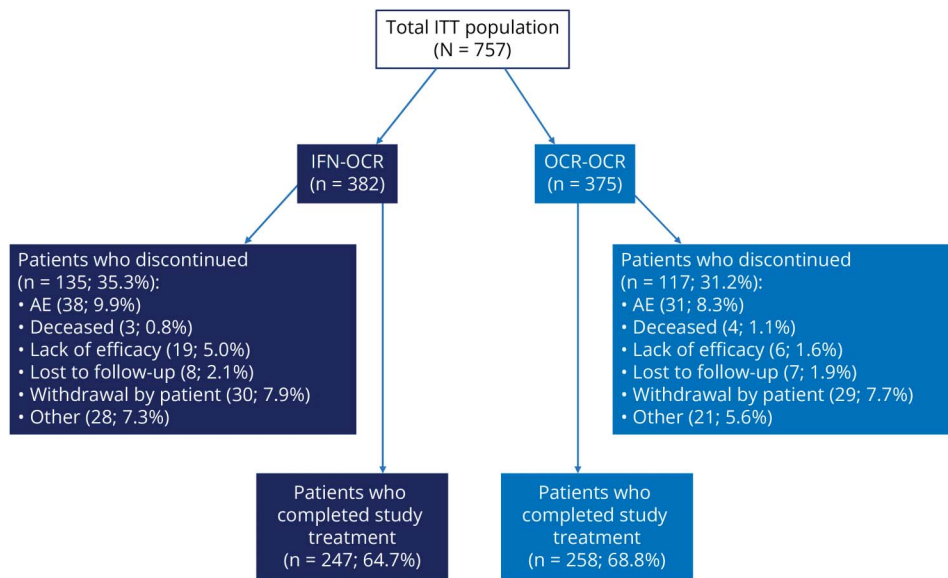 Total ITT population
(N = 757)
IFN-OCR
(n = 382)
OCR-OCR
(n = 375)
Patients who discontinued
(n = 135; 35.3%):
• AE (38; 9.9%)
• Deceased (3; 0.8%)
• Lack of efficacy (19; 5.0%)
• Lost to follow-up (8; 2.1%)
• Withdrawal by patient (30; 7.9%)
• Other (28; 7.3%)
Patients who discontinued
(n = 117; 31.2%):
• AE (31; 8.3%)
• Deceased (4; 1.1%)
• Lack of efficacy (6; 1.6%)
• Lost to follow-up (7; 1.9%)
• Withdrawal by patient (29; 7.7%)
• Other (21; 5.6%)
Patients who
completed study
treatment
(n = 247; 64.7%)
Patients who
completed study
treatment
(n = 258; 68.8%)